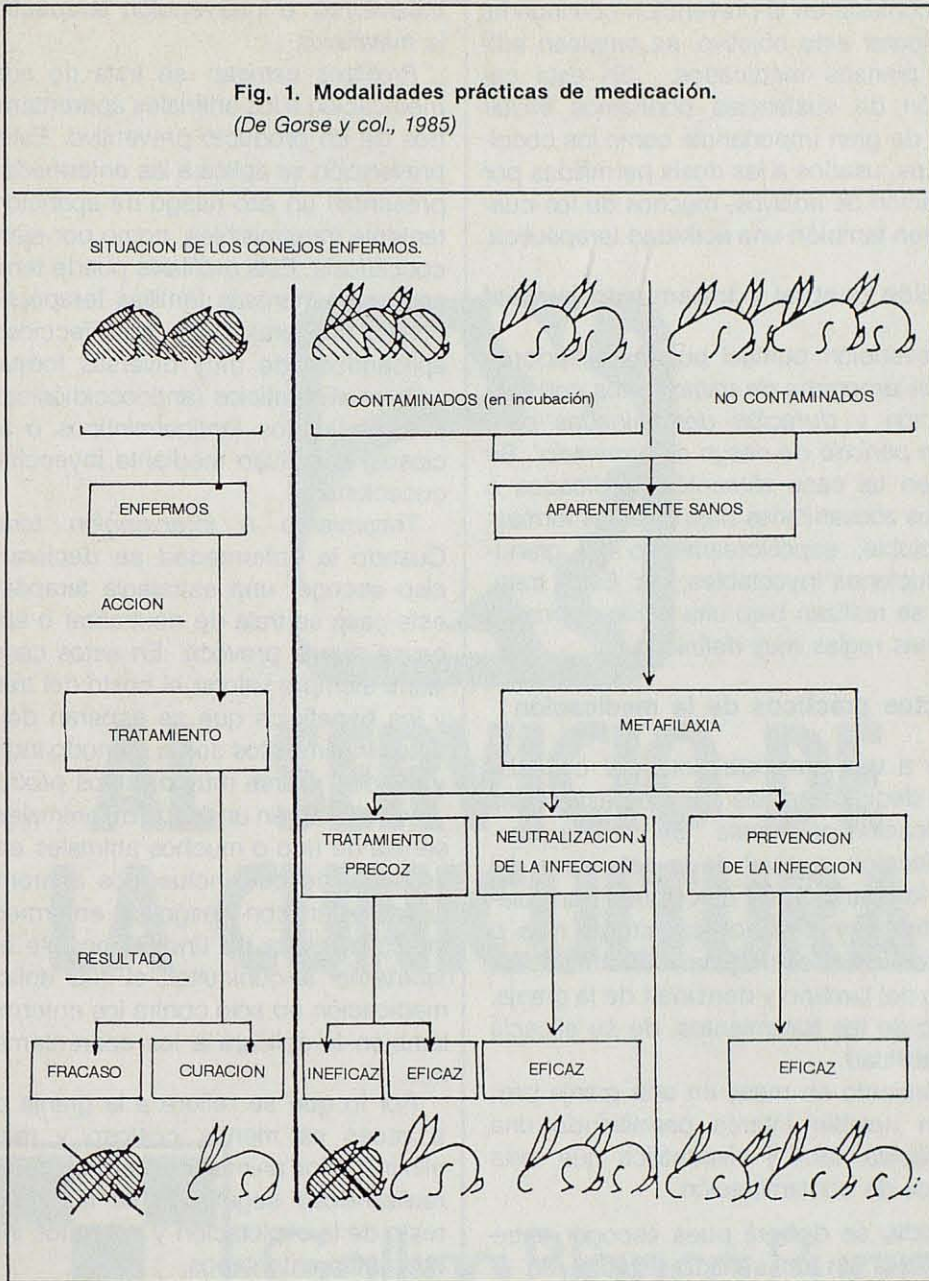 Fig. 1. Modalidades prácticas de medicación.
(De Gorse y col., 1985)
SITUACION DE LOS CONEJOS ENFERMOS.
CONTAMINADOS (en incubación)
NO CONTAMINADOS
ENFERMOS
APARENTEMENTE SANOS
ACCION
TRATAMIENTO
METAFILAXIA
TRATAMIENTO
PRECOZ
NEUTRALIZACION
DE LA INFECCION
PREVENCION
DE LA INFECCION
RESULTADO
FRACASO
CURACION
INEFICAZ
EFICAZ
EFICAZ
EFICAZ